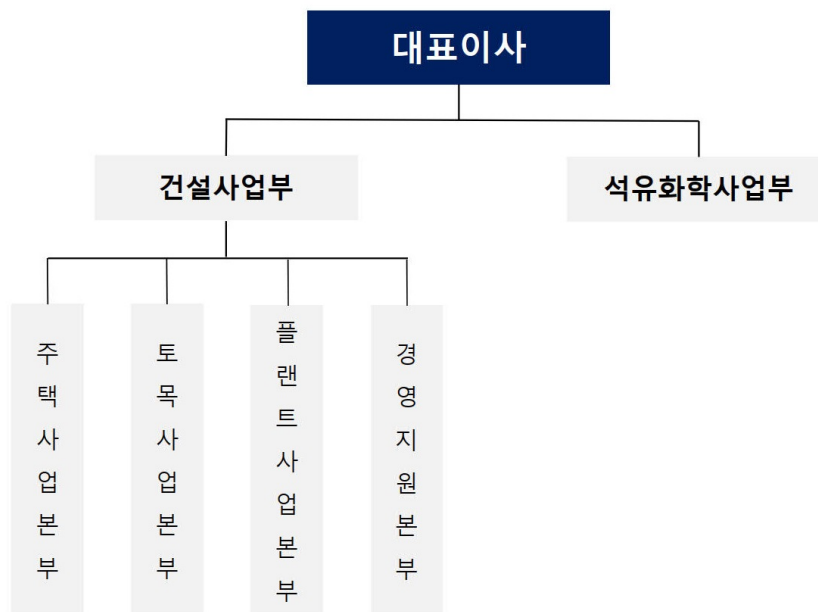 대표이사
건설사업부
석유화학사업부
주택사업본부
토목사업본부
플랜트사업본부
경영지원본부